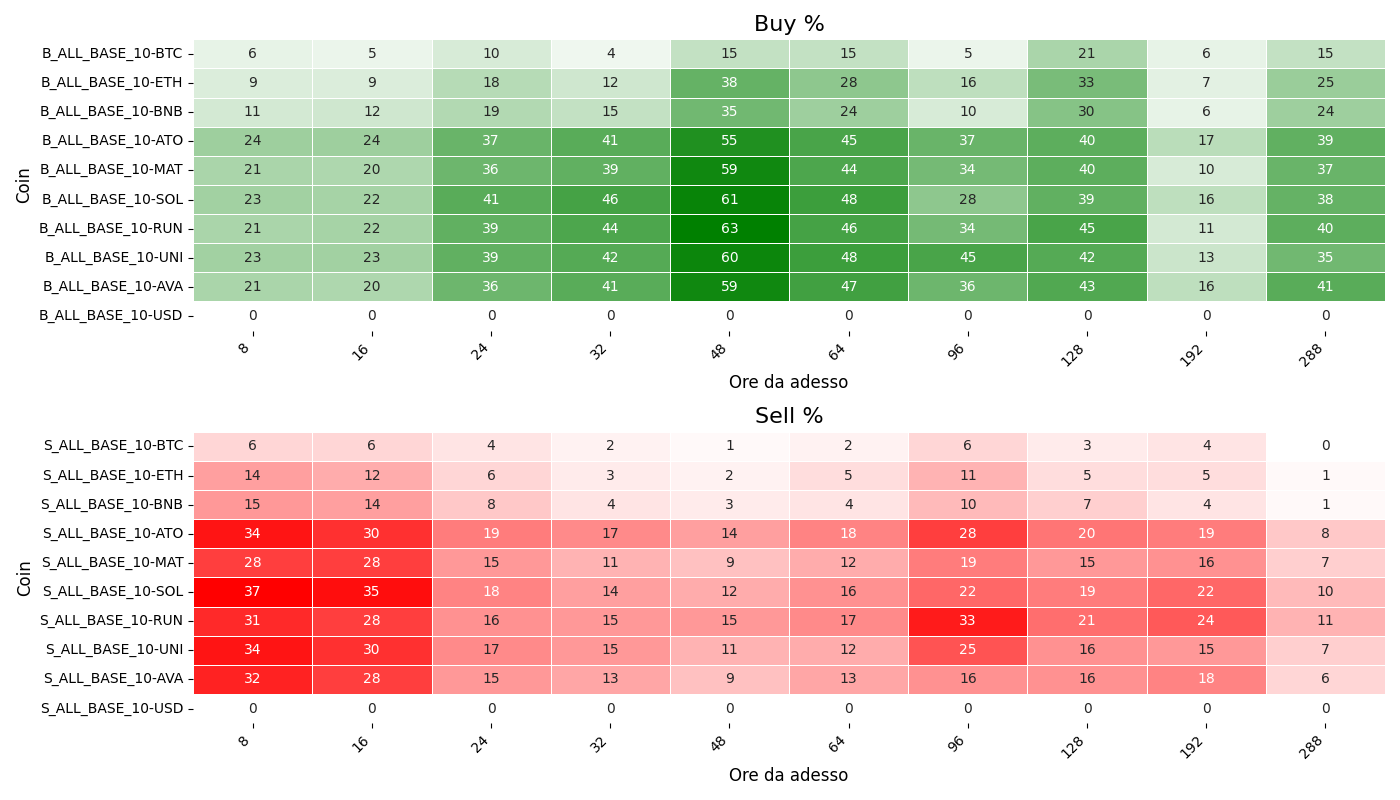 Buy %
Coin
B_ALL_BASE_10-BTC 6 5 10 4 15 15 5 21 6 15
B_ALL_BASE_10-ETH 9 9 18 12 38 28 16 33 7 25
B_ALL_BASE_10-BNB 11 12 19 15 35 24 10 30 6 24
B_ALL_BASE_10-ATO 24 24 37 41 55 45 37 40 17 39
B_ALL_BASE_10-MAT 21 20 36 39 59 44 34 40 10 37
B_ALL_BASE_10-SOL 23 22 41 46 61 48 28 39 16 38
B_ALL_BASE_10-RUN 21 22 39 44 63 46 34 45 11 40
B_ALL_BASE_10-UNI 23 23 39 42 60 48 45 42 13 35
B_ALL_BASE_10-AVA 21 20 36 41 59 47 36 43 16 41
B_ALL_BASE_10-USD 0 0 0 0 0 0 0 0 0 0
8 16 24 32 48 64 96 128 192 288
Ore da adesso
Sell %
Coin
S_ALL_BASE_10-BTC 6 6 4 2 1 2 6 3 4 0
S_ALL_BASE_10-ETH 14 12 6 3 2 5 11 5 5 1
S_ALL_BASE_10-BNB 15 14 8 4 3 4 10 7 4 1
S_ALL_BASE_10-ATO 34 30 19 17 14 18 28 20 19 8
S_ALL_BASE_10-MAT 28 28 15 11 9 12 19 15 16 7
S_ALL_BASE_10-SOL 37 35 18 14 12 16 22 19 22 10
S_ALL_BASE_10-RUN 31 28 16 15 15 17 33 21 24 11
S_ALL_BASE_10-UNI 34 30 17 15 11 12 25 16 15 7
S_ALL_BASE_10-AVA 32 28 15 13 9 13 16 16 18 6
S_ALL_BASE_10-USD 0 0 0 0 0 0 0 0 0 0
8 16 24 32 48 64 96 128 192 288
Ore da adesso